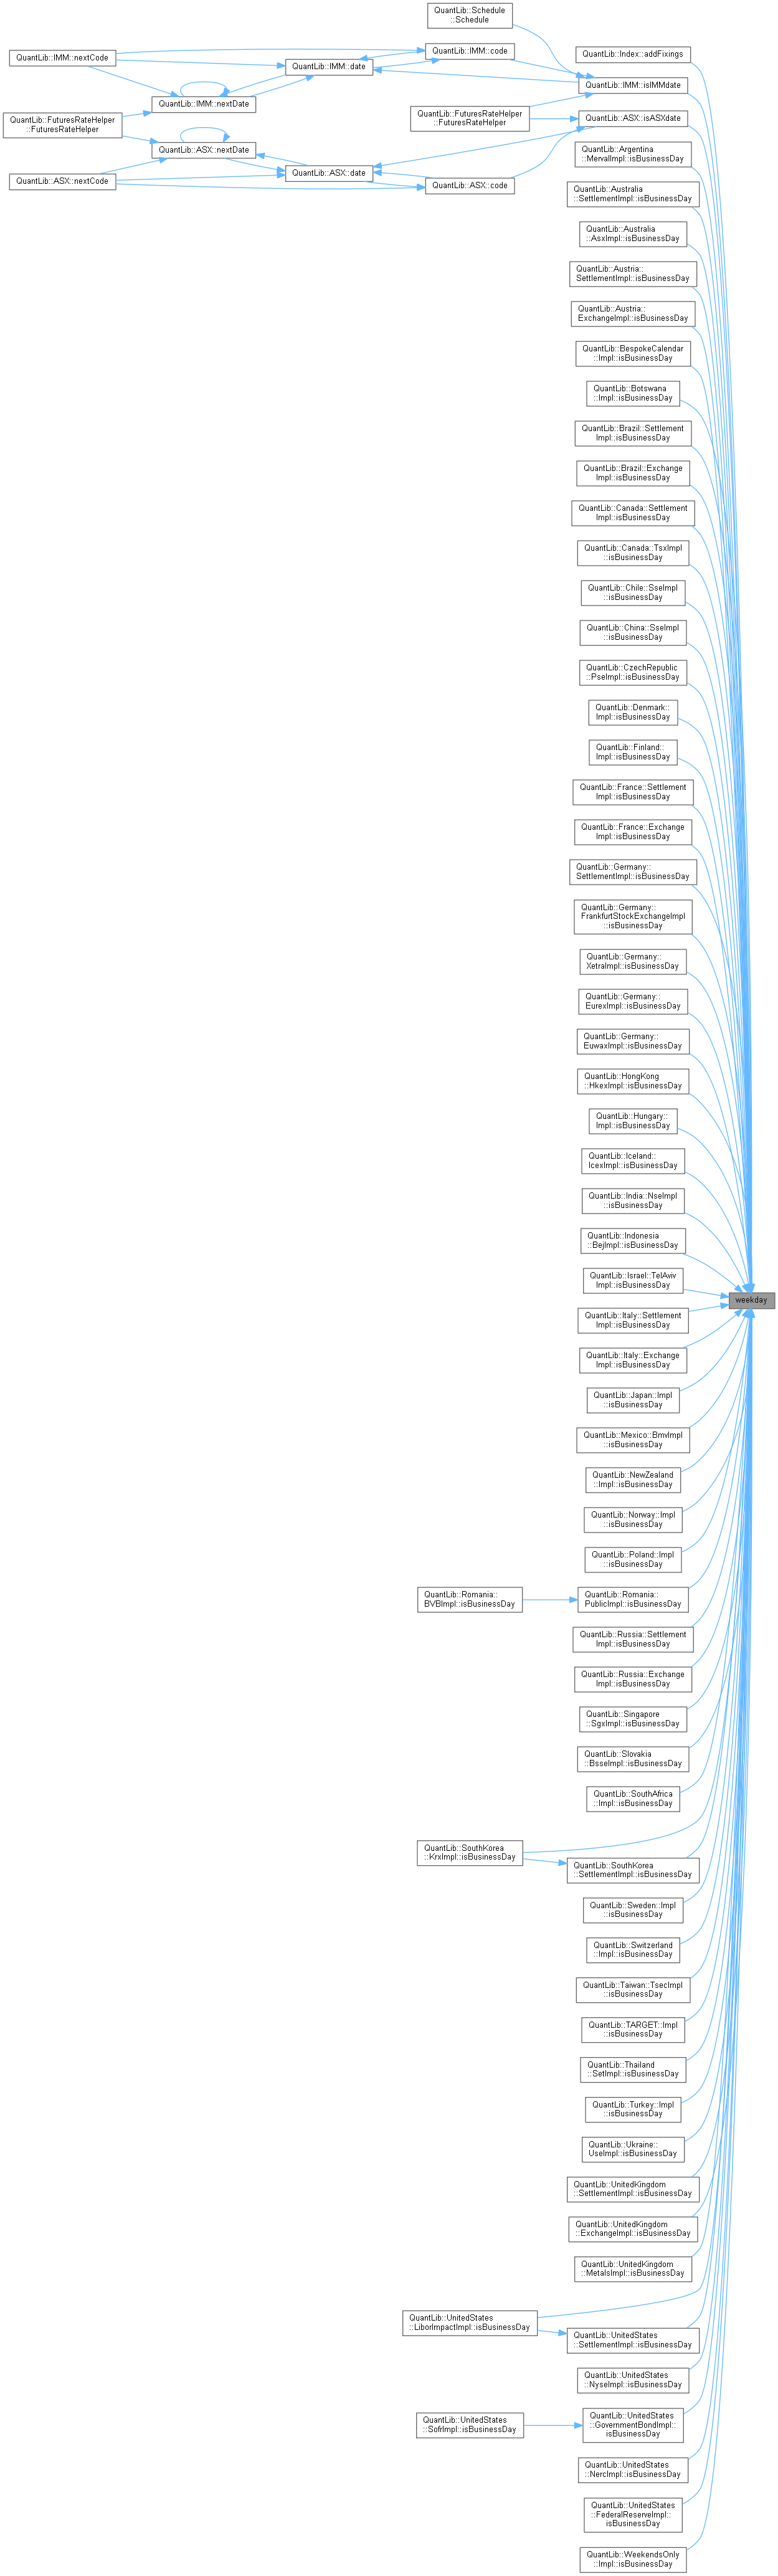 QuantLib::Schedule
::Schedule
QuantLib::IMM::nextCode
QuantLib::IMM::date
QuantLib::IMM::code
QuantLib::Index::addFixings
QuantLib::IMM::isIMMdate
QuantLib::IMM::nextDate
QuantLib::FuturesRateHelper
::FuturesRateHelper
QuantLib::FuturesRateHelper
::FuturesRateHelper
QuantLib::ASX::isASXdate
QuantLib::ASX::nextDate
QuantLib::ASX::nextCode
QuantLib::ASX::date
QuantLib::ASX::code
QuantLib::Argentina
::MervalImpl::isBusinessDay
QuantLib::Australia
::SettlementImpl::isBusinessDay
QuantLib::Australia
::AsxImpl::isBusinessDay
QuantLib::Austria::
SettlementImpl::isBusinessDay
QuantLib::Austria::
ExchangeImpl::isBusinessDay
QuantLib::BespokeCalendar
::Impl::isBusinessDay
QuantLib::Botswana
::Impl::isBusinessDay
QuantLib::Brazil::Settlement
Impl::isBusinessDay
QuantLib::Brazil::Exchange
Impl::isBusinessDay
QuantLib::Canada::Settlement
Impl::isBusinessDay
QuantLib::Canada::TsxImpl
::isBusinessDay
QuantLib::Chile::SseImpl
::isBusinessDay
QuantLib::China::SseImpl
::isBusinessDay
QuantLib::CzechRepublic
::PseImpl::isBusinessDay
QuantLib::Denmark::
Impl::isBusinessDay
QuantLib::Finland::
Impl::isBusinessDay
QuantLib::France::Settlement
Impl::isBusinessDay
QuantLib::France::Exchange
Impl::isBusinessDay
QuantLib::Germany::
SettlementImpl::isBusinessDay
QuantLib::Germany::
FrankfurtStockExchangeImpl
::isBusinessDay
QuantLib::Germany::
XetraImpl::isBusinessDay
QuantLib::Germany::
EurexImpl::isBusinessDay
QuantLib::Germany::
EuwaxImpl::isBusinessDay
QuantLib::HongKong
::HkexImpl::isBusinessDay
QuantLib::Hungary::
Impl::isBusinessDay
QuantLib::Iceland::
IcexImpl::isBusinessDay
QuantLib::India::NseImpl
::isBusinessDay
QuantLib::Indonesia
::BejImpl::isBusinessDay
QuantLib::Israel::TelAviv
Impl::isBusinessDay
weekday
QuantLib::Italy::Settlement
Impl::isBusinessDay
QuantLib::Italy::Exchange
Impl::isBusinessDay
QuantLib::Japan::Impl
::isBusinessDay
QuantLib::Mexico::BmvImpl
::isBusinessDay
QuantLib::NewZealand
::Impl::isBusinessDay
QuantLib::Norway::Impl
::isBusinessDay
QuantLib::Poland::Impl
::isBusinessDay
QuantLib::Romania::
BVBImpl::isBusinessDay
QuantLib::Romania::
PublicImpl::isBusinessDay
QuantLib::Russia::Settlement
Impl::isBusinessDay
QuantLib::Russia::Exchange
Impl::isBusinessDay
QuantLib::Singapore
::SgxImpl::isBusinessDay
QuantLib::Slovakia
::BsseImpl::isBusinessDay
QuantLib::SouthAfrica
::Impl::isBusinessDay
QuantLib::SouthKorea
::KrxImpl::isBusinessDay
QuantLib::SouthKorea
::SettlementImpl::isBusinessDay
QuantLib::Sweden::Impl
::isBusinessDay
QuantLib::Switzerland
::Impl::isBusinessDay
QuantLib::Taiwan::TsecImpl
::isBusinessDay
QuantLib::TARGET::Impl
::isBusinessDay
QuantLib::Thailand
::SetImpl::isBusinessDay
QuantLib::Turkey::Impl
::isBusinessDay
QuantLib::Ukraine::
UseImpl::isBusinessDay
QuantLib::UnitedKingdom
::SettlementImpl::isBusinessDay
QuantLib::UnitedKingdom
::ExchangeImpl::isBusinessDay
QuantLib::UnitedKingdom
::MetalsImpl::isBusinessDay
QuantLib::UnitedStates
::LiborImpactImpl::isBusinessDay
QuantLib::UnitedStates
::SettlementImpl::isBusinessDay
QuantLib::UnitedStates
::NyseImpl::isBusinessDay
QuantLib::UnitedStates
::SofrImpl::isBusinessDay
QuantLib::UnitedStates
::GovernmentBondImpl::
isBusinessDay
QuantLib::UnitedStates
::NercImpl::isBusinessDay
QuantLib::UnitedStates
::FederalReserveImpl::
isBusinessDay
QuantLib::WeekendsOnly
::Impl::isBusinessDay